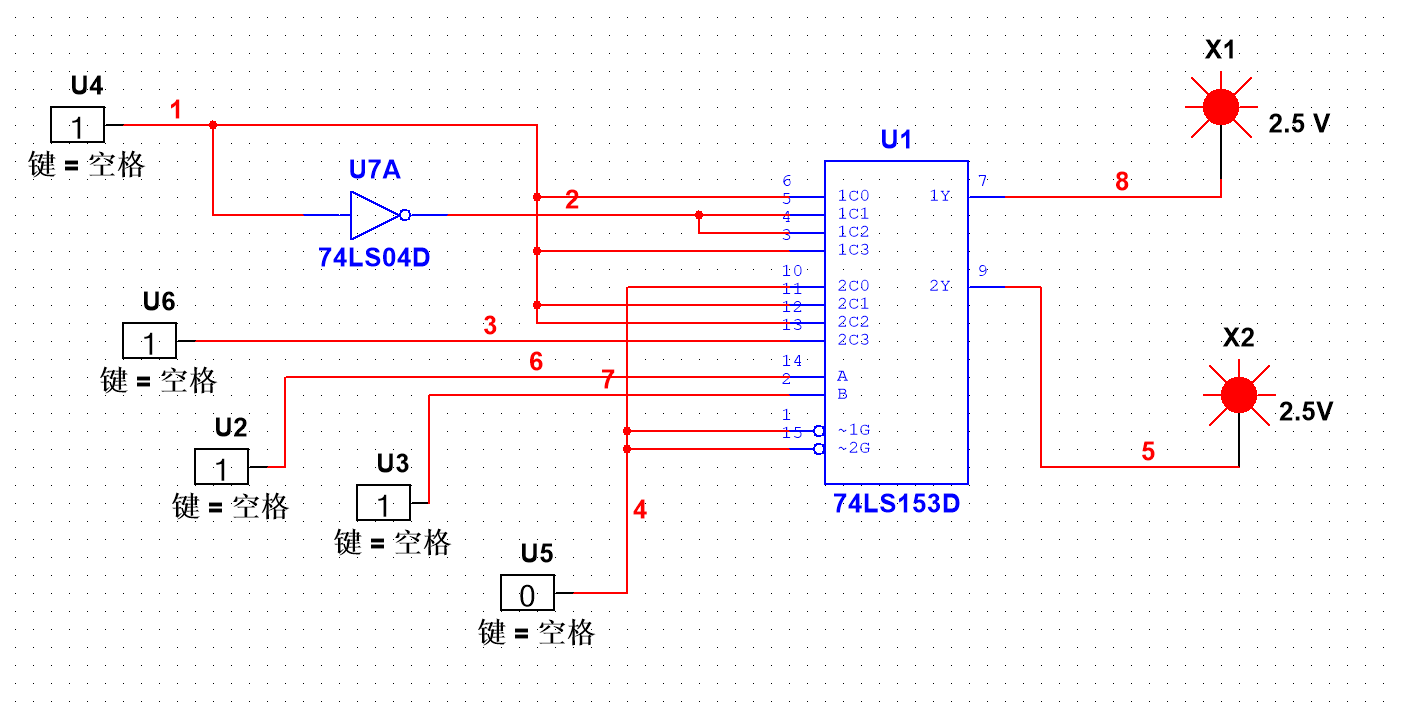 X1
2.5 V
U4
1
1
键 = 空格
U7A
74LS04D
2
U1
6
5
4
3
10
11
12
13
14
2
1
15
1C0
1C1
1C2
1C3
2C0
2C1
2C2
2C3
A
B
~1G
~2G
1Y
2Y
7
9
74LS153D
8
U6
1
键 = 空格
3
6
7
X2
2.5V
5
U2
1
键 = 空格
U3
1
键 = 空格
4
U5
0
键 = 空格